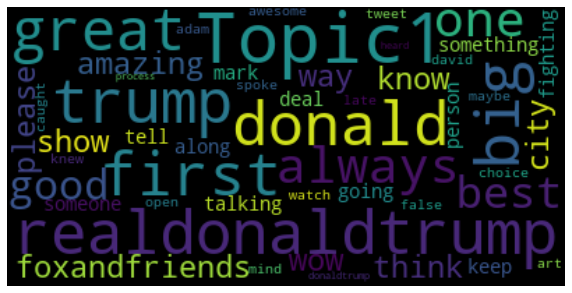 awesome
tweet
great
Topic1
one
adam
something
amazing
mark
way
know
david
fighting
process
heard
spoke
please
caught
trump
deal
late
person
maybe
big
city
show
tell
donald
along
knew
first
always
good
choice
best
someone
open
talking
watch
going
false
realdonaldtrump
foxandfriends
mind
wow
think
keep
art
donaldtrump